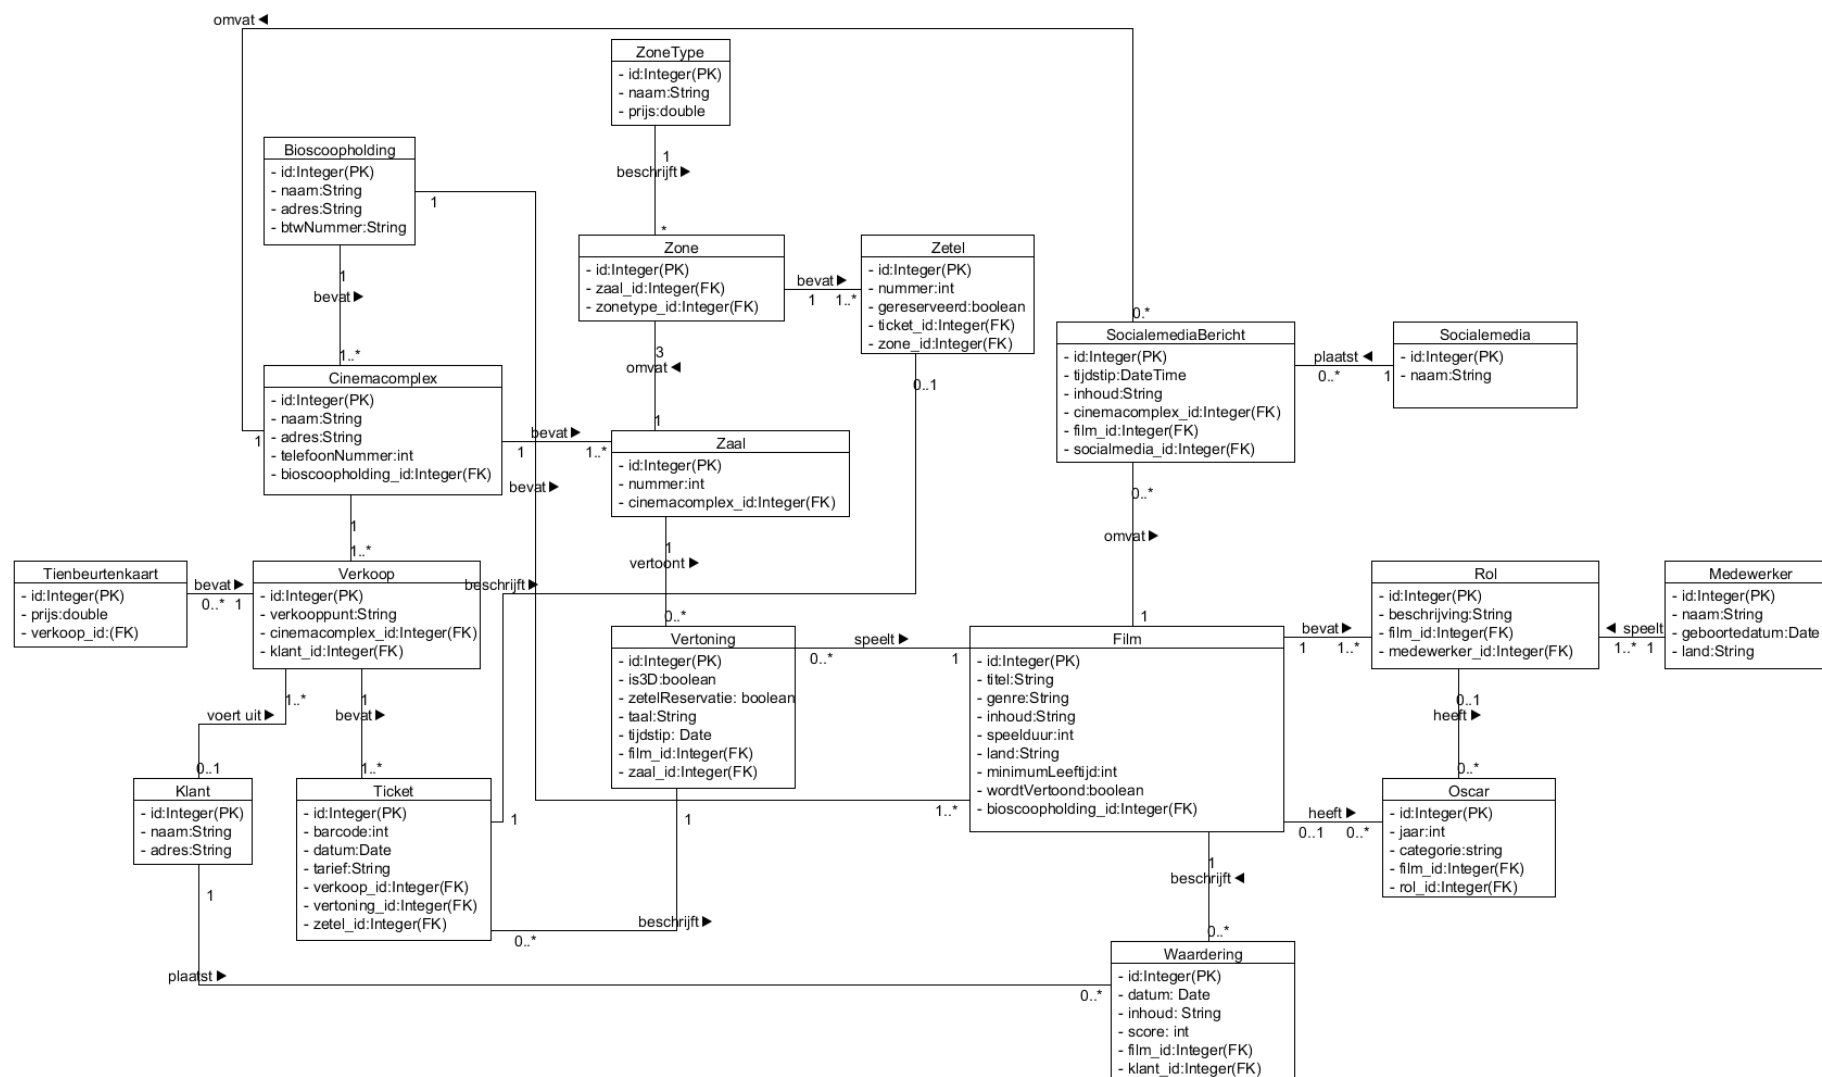 omvat ◄
ZoneType
- id:Integer(PK)
- naam:String
- prijs:double
1
beschrijft ►
*
Bioscoopholding
- id:Integer(PK)
- naam:String
- adres:String
- btwNummer:String
1
1
bevat ►
1..*
Zone
- id:Integer(PK)
- zaal_id:Integer(FK)
- zonetype_id:Integer(FK)
bevat ►
1
1..*
Zetel
- id:Integer(PK)
- nummer:int
- gereserveerd:boolean
- ticket_id:Integer(FK)
- zone_id:Integer(FK)
0..1
3
omvat ◄
1
0..*
SocialemediaBericht
- id:Integer(PK)
- tijdstip:DateTime
- inhoud:String
- cinemacomplex_id:Integer(FK)
- film_id:Integer(FK)
- socialmedia_id:Integer(FK)
plaatst ◄
0..*
1
Socialemedia
- id:Integer(PK)
- naam:String
Cinemacomplex
- id:Integer(PK)
- naam:String
- adres:String
- telefoonNummer:int
- bioscoopholding_id:Integer(FK)
1
bevat ►
1
1..*
bevat ►
Zaal
- id:Integer(PK)
- nummer:int
- cinemacomplex_id:Integer(FK)
0..*
omvat ►
1
1
1..*
1
vertoont ►
0..*
Tienbeurtenkaart
- id:Integer(PK)
- prijs:double
- verkoop_id:(FK)
bevat ►
0..*
1
Verkoop
- id:Integer(PK)
- verkooppunt:String
- cinemacomplex_id:Integer(FK)
- klant_id:Integer(FK)
beschrijft ►
Rol
- id:Integer(PK)
- beschrijving:String
- film_id:Integer(FK)
- medewerker_id:Integer(FK)
◄ speelt
1..*
1
Medewerker
- id:Integer(PK)
- naam:String
- geboortedatum:Date
- land:String
Vertoning
- id:Integer(PK)
- is3D:boolean
- zetelReservatie: boolean
- taal:String
- tijdstip: Date
- film_id:Integer(FK)
- zaal_id:Integer(FK)
speelt ►
0..*
1
Film
- id:Integer(PK)
- titel:String
- genre:String
- inhoud:String
- speelduur:int
- land:String
- minimumLeeftijd:int
- wordtVertoond:boolean
- bioscoopholding_id:Integer(FK)
bevat ►
1
1..*
1..*
voert uit ►
0..1
1
bevat ►
1..*
0..1
heeft ►
0..*
Klant
- id:Integer(PK)
- naam:String
- adres:String
1
Ticket
- id:Integer(PK)
- barcode:int
- datum:Date
- tarief:String
- verkoop_id:Integer(FK)
- vertoning_id:Integer(FK)
- zetel_id:Integer(FK)
1
1
1..*
0..*
beschrijft ►
heeft ►
0..1
0..*
Oscar
- id:Integer(PK)
- jaar:int
- categorie:string
- film_id:Integer(FK)
- rol_id:Integer(FK)
1
beschrijft ◄
0..*
plaatst ►
0..*
Waardering
- id:Integer(PK)
- datum: Date
- inhoud: String
- score: int
- film_id:Integer(FK)
- klant_id:Integer(FK)